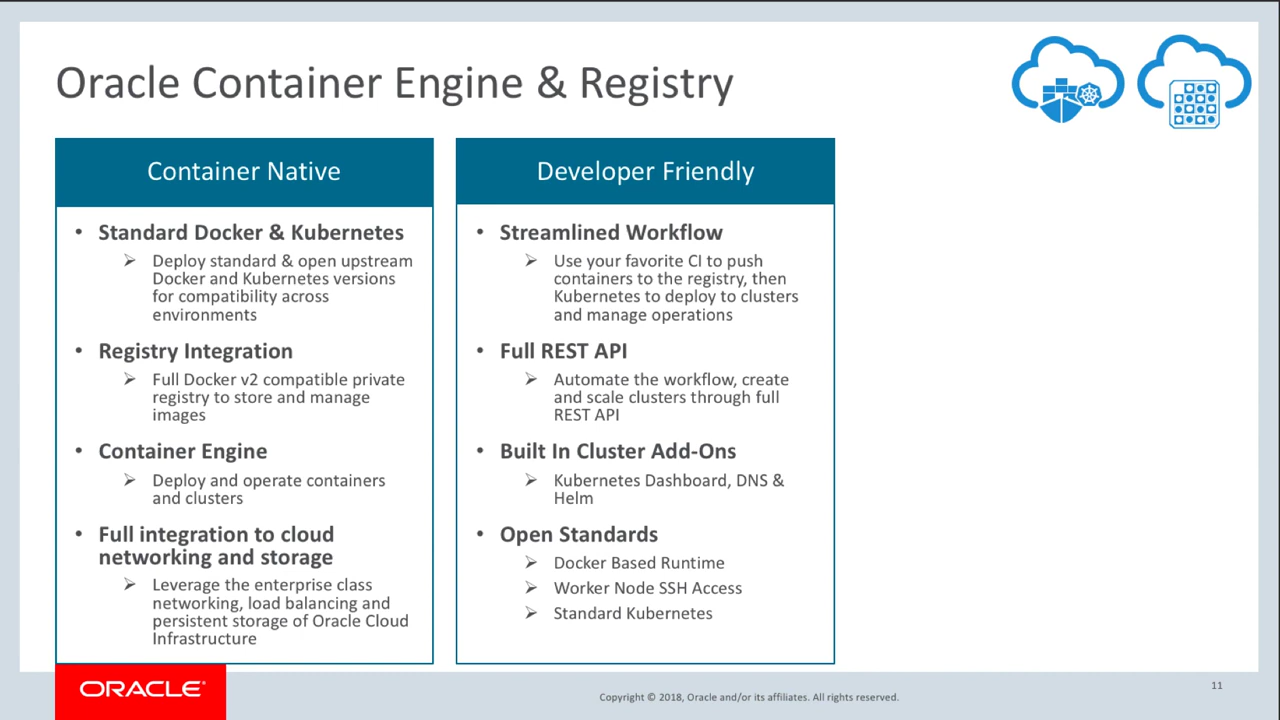 Oracle Container Engine & Registry
Container Native
• Standard Docker & Kubernetes
➢ Deploy standard & open upstream
Docker and Kubernetes versions
for compatibility across
environments
• Registry Integration
➢ Full Docker v2 compatible private
registry to store and manage
images
• Container Engine
➢ Deploy and operate containers
and clusters
• Full integration to cloud
networking and storage
➢ Leverage the enterprise class
networking, load balancing and
persistent storage of Oracle Cloud
Infrastructure
Developer Friendly
• Streamlined Workflow
➢ Use your favorite CI to push
containers to the registry, then
Kubernetes to deploy to clusters
and manage operations
• Full REST API
➢ Automate the workflow, create
and scale clusters through full
REST API
• Built In Cluster Add-Ons
➢ Kubernetes Dashboard, DNS &
Helm
• Open Standards
➢ Docker Based Runtime
➢ Worker Node SSH Access
➢ Standard Kubernetes
ORACLE®
Copyright © 2018, Oracle and/or its affiliates. All rights reserved.
11